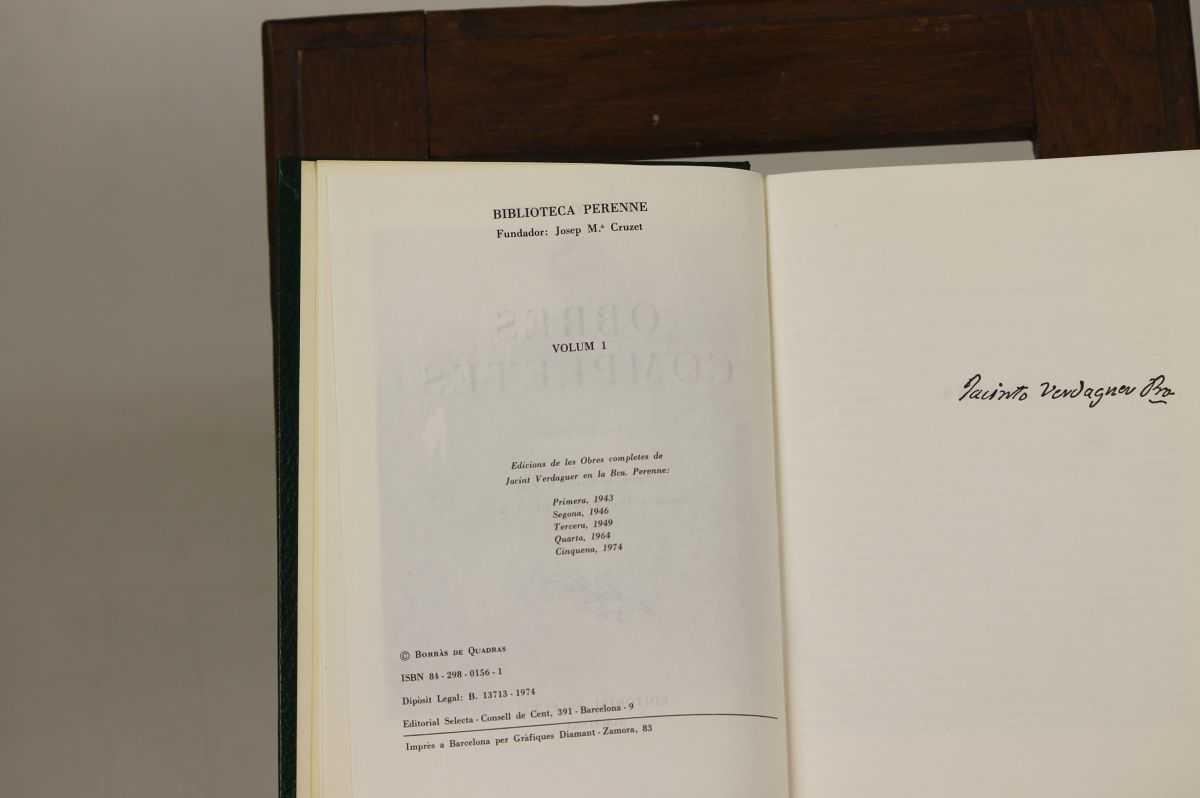 BIBLIOTECA PERENNE
Fundador: Josep M.ª Cruzet
OBRES
COMPLETES
VOLUM 1
Edicions de les Obres completes de
Jacint Verdaguer en la Bca. Perenne:
Primera, 1943
Segona, 1946
Tercera, 1949
Quarta, 1964
Cinquena, 1974
© Borràs de Quadras
ISBN 84-298-0156-1
Dipòsit Legal: B. 13713-1974
Editorial Selecta - Consell de Cent, 391 - Barcelona - 9
Imprès a Barcelona per Gràfiques Diamant - Zamora, 83
Jacinto Verdaguer Pro